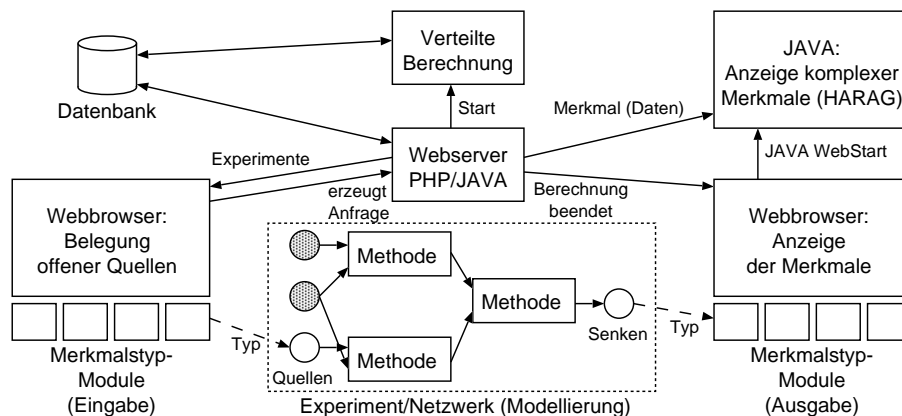 Verteilte
Berechnung
JAVA:
Anzeige komplexer
Merkmale (HARAG)
Datenbank
Start
Merkmal (Daten)
Experimente
Webserver
PHP/JAVA
JAVA WebStart
erzeugt
Anfrage
Berechnung
beendet
Webbrowser:
Belegung
offener Quellen
Webbrowser:
Anzeige
der Merkmale
Methode
Methode
Methode
Typ
Quellen
Senken
Typ
Merkmalstyp-
Module
(Eingabe)
Experiment/Netzwerk (Modellierung)
Merkmalstyp-
Module
(Ausgabe)